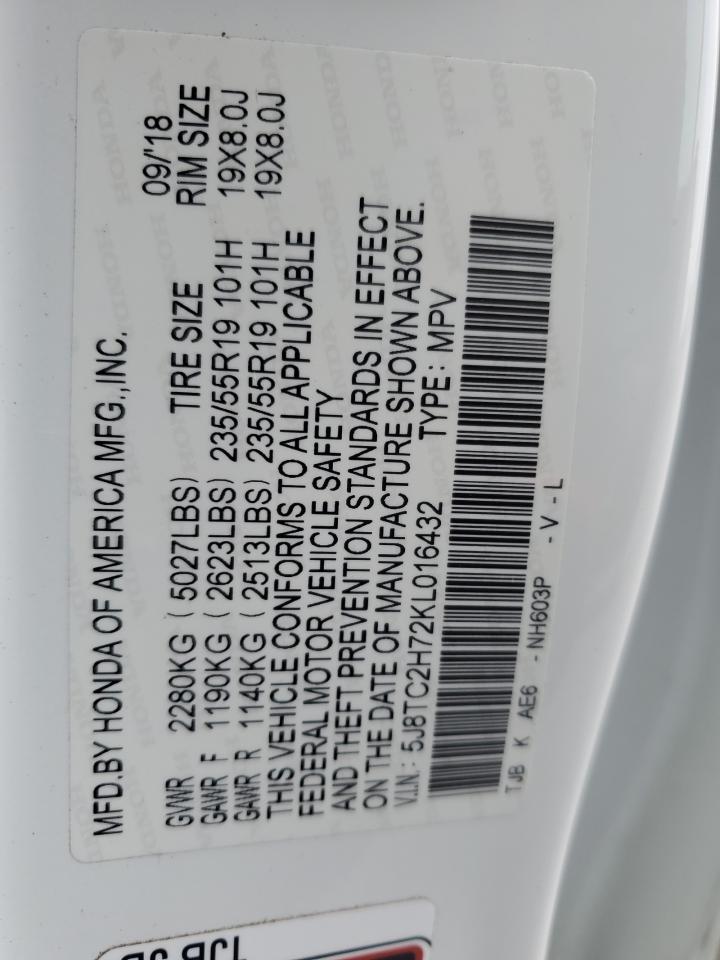 MFD.BY HONDA OF AMERICA MFG.,INC. 09/'18
GVWR 2280KG ( 5027LBS) TIRE SIZE RIM SIZE
GAWR F 1190KG ( 2623LBS) 235/55R19 101H 19X8.0J
GAWR R 1140KG ( 2513LBS) 235/55R19 101H 19X8.0J
THIS VEHICLE CONFORMS TO ALL APPLICABLE
FEDERAL MOTOR VEHICLE SAFETY
AND THEFT PREVENTION STANDARDS IN EFFECT
ON THE DATE OF MANUFACTURE SHOWN ABOVE.
V.I.N.: 5J8TC2H72KL016432 TYPE: MPV
TJB K AE6 - NH603P - V - L